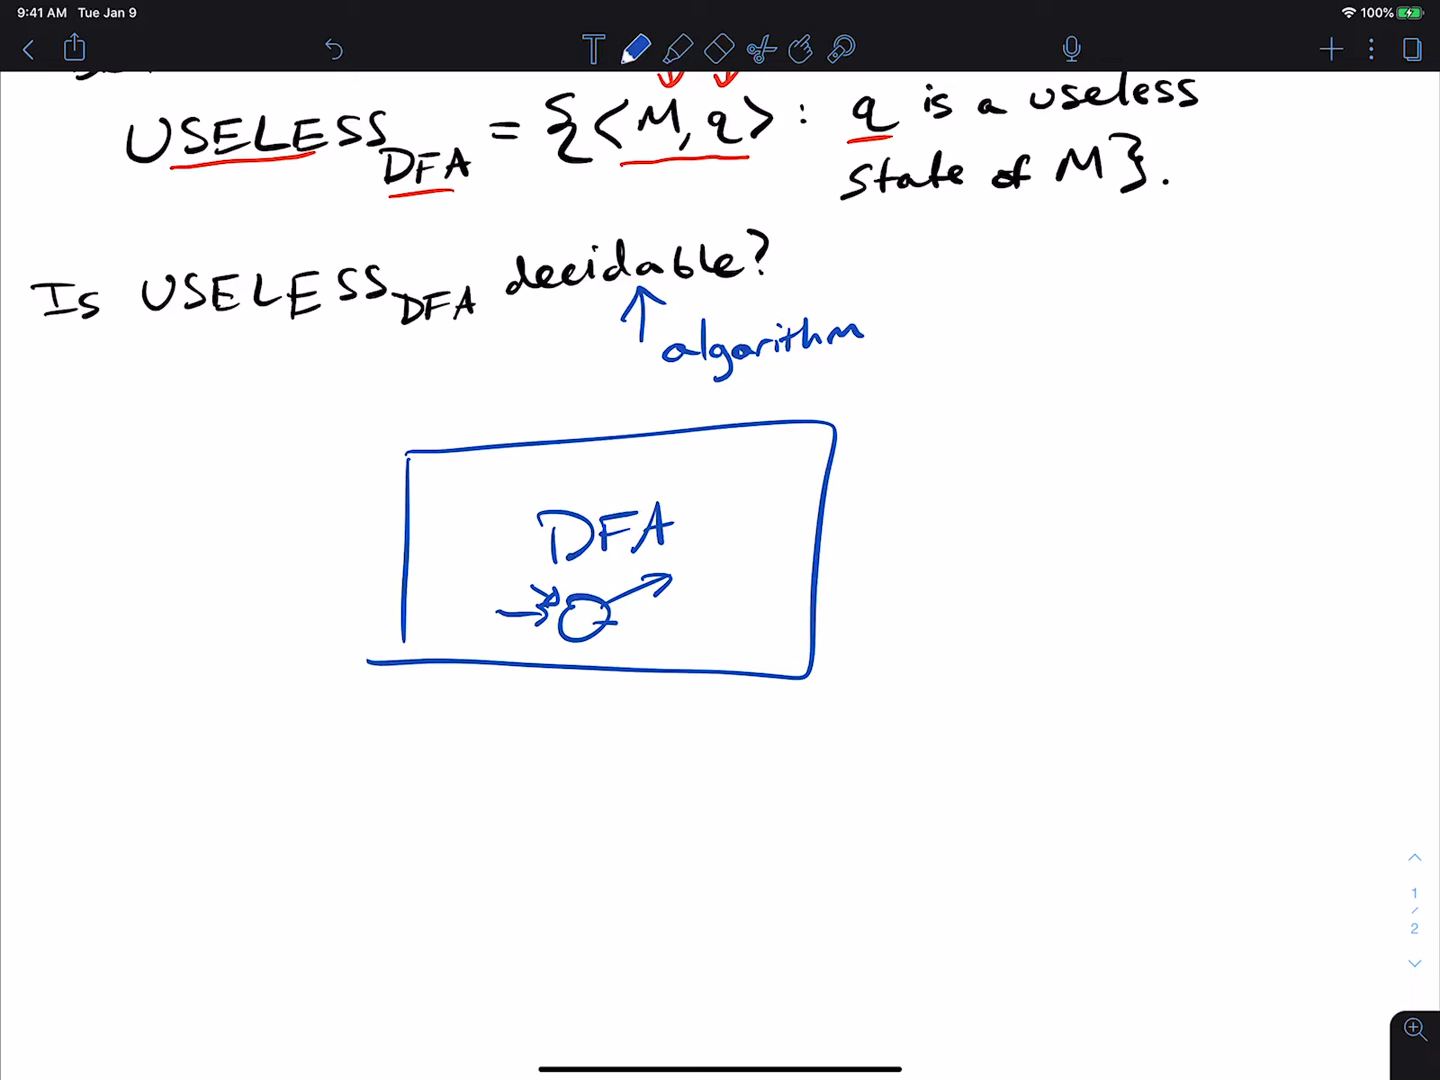 9:41 AM Tue Jan 9
100%
USELESS_DFA = {<M, q> : q is a useless
state of M}.
Is USELESS_DFA decidable?
algorithm
DFA
1
/
2